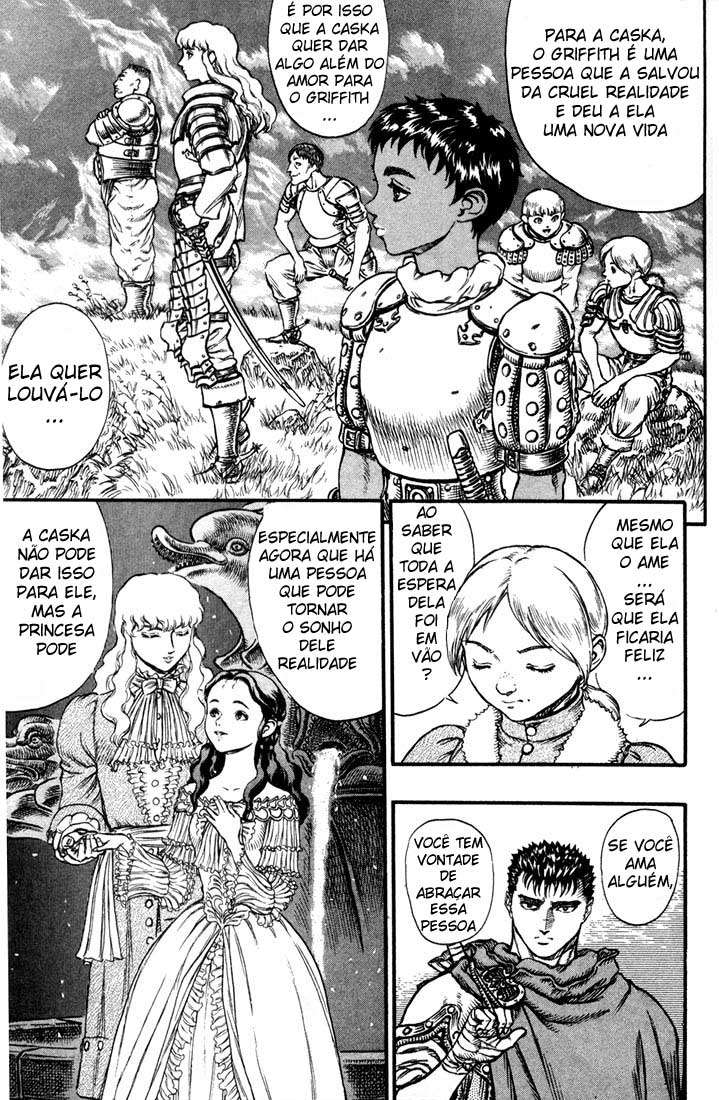 PARA A CASKA,
O GRIFFITH É UMA
PESSOA QUE A SALVOU
DA CRUEL REALIDADE
E DEU A ELA
UMA NOVA VIDA
É POR ISSO
QUE A CASKA
QUER DAR
ALGO ALÉM DO
AMOR PARA
O GRIFFITH
...
ELA QUER
LOUVÁ-LO
...
MESMO
QUE ELA
O AME
...
SERÁ
QUE ELA
FICARIA
FELIZ
...
AO
SABER
QUE TODA
A ESPERA
DELA
FOI
EM
VÃO
?
ESPECIALMENTE
AGORA QUE HÁ
UMA PESSOA
QUE PODE
TORNAR
O SONHO
DELE
REALIDADE
A CASKA
NÃO PODE
DAR ISSO
PARA ELE,
MAS A
PRINCESA
PODE
SE VOCÊ
AMA
ALGUÉM,
VOCÊ TEM
VONTADE
DE
ABRAÇAR
ESSA
PESSOA